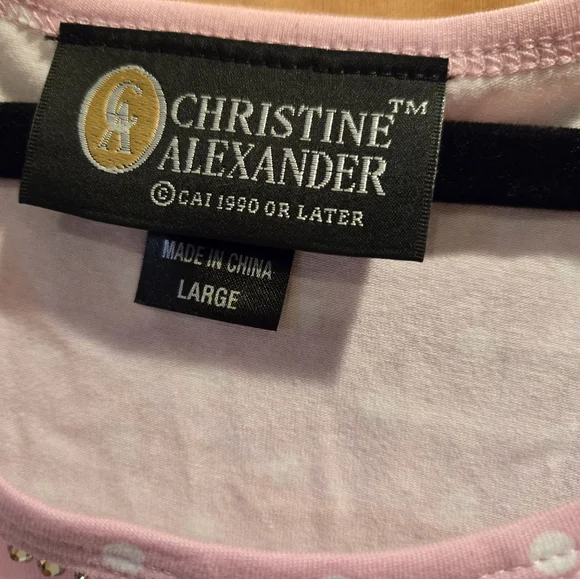 CA
CHRISTINE™
ALEXANDER
©CAI 1990 OR LATER
MADE IN CHINA
LARGE